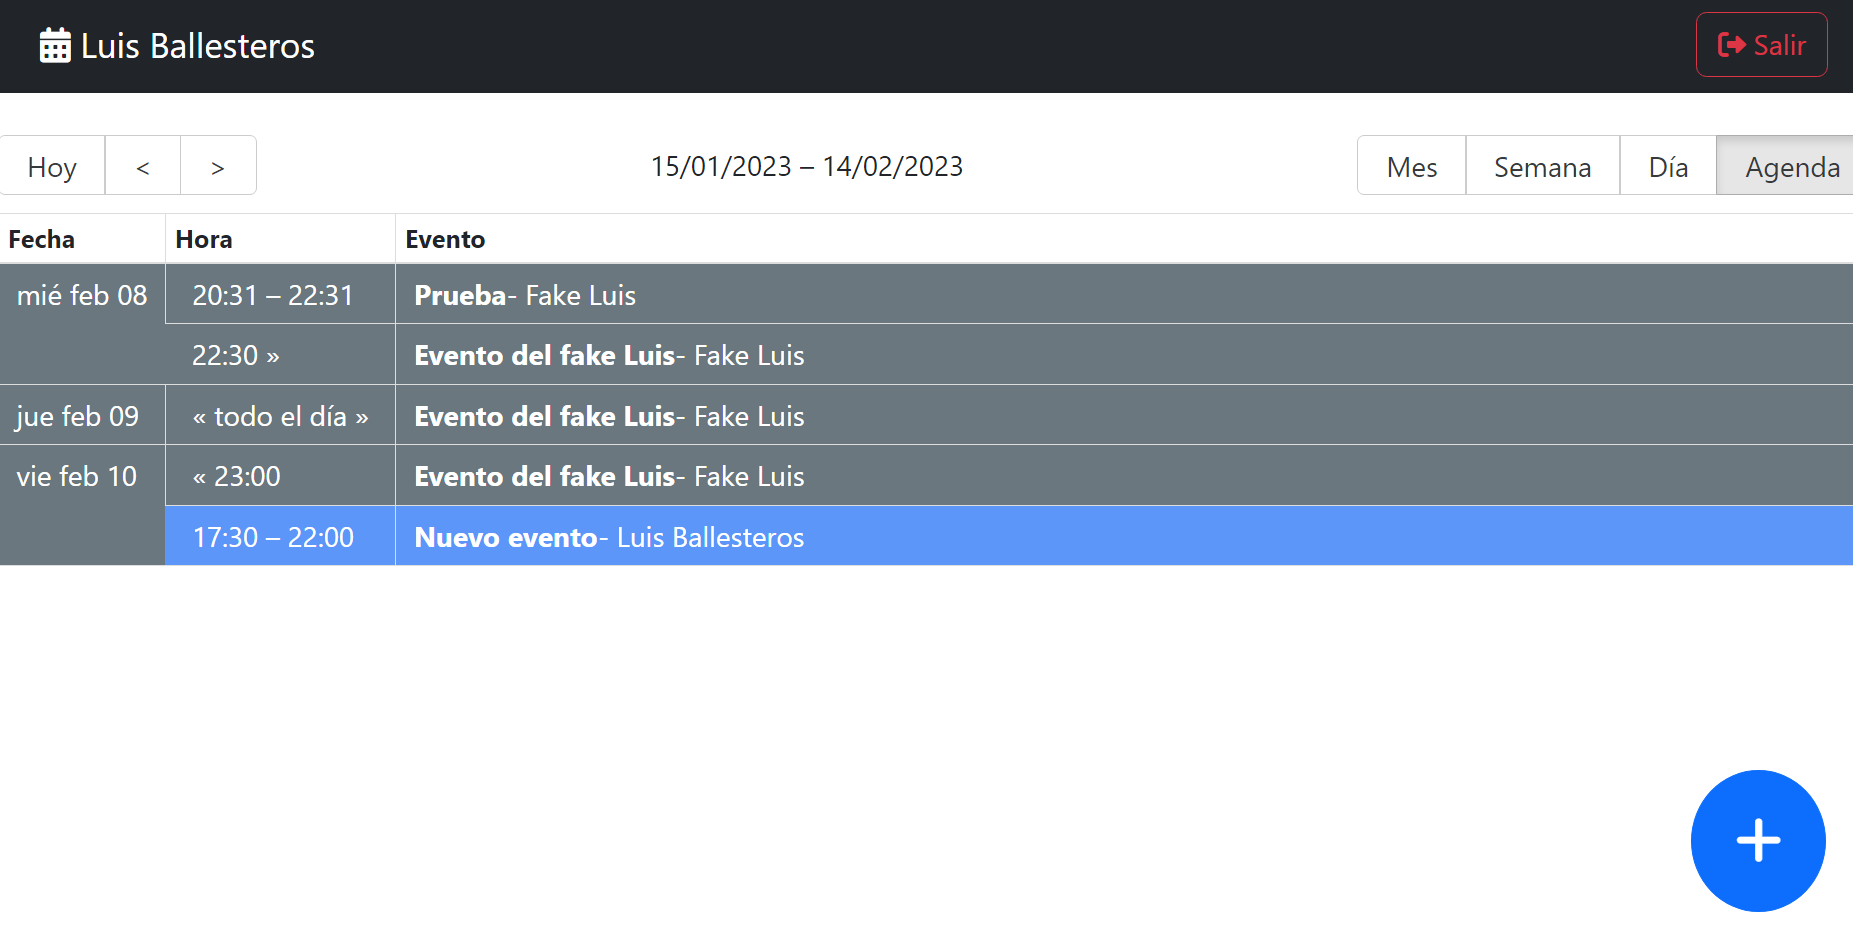 Luis Ballesteros
Salir
Hoy < > 15/01/2023 – 14/02/2023 Mes Semana Día Agenda
Fecha Hora Evento
mié feb 08 20:31 – 22:31 Prueba- Fake Luis
22:30 » Evento del fake Luis- Fake Luis
jue feb 09 « todo el día » Evento del fake Luis- Fake Luis
vie feb 10 « 23:00 Evento del fake Luis- Fake Luis
17:30 – 22:00 Nuevo evento- Luis Ballesteros